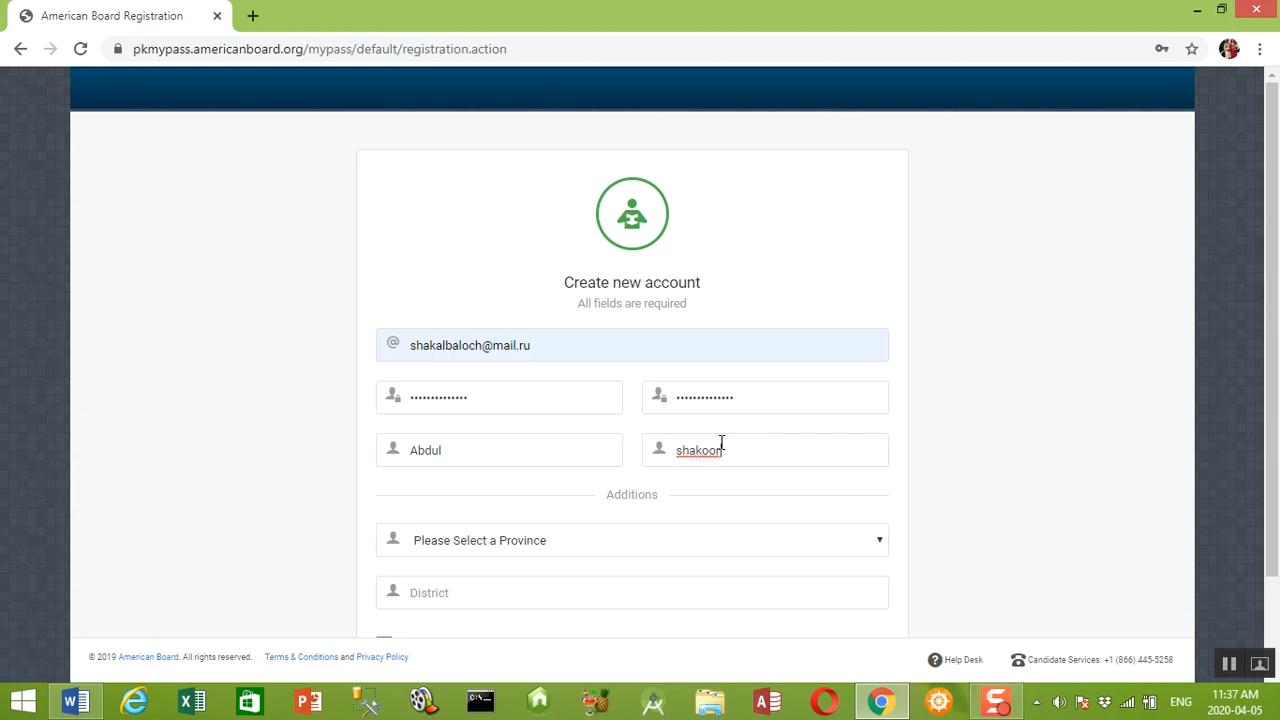 American Board Registration
pkmypass.americanboard.org/mypass/default/registration.action
Create new account
All fields are required
@ shakalbaloch@mail.ru
•••••••••••••• ••••••••••••••
Abdul shakoor
Additions
Please Select a Province
District
© 2019 American Board. All rights reserved. Terms & Conditions and Privacy Policy
Help Desk Candidate Services: +1 (866) 445-5258
ENG 11:37 AM
2020-04-05